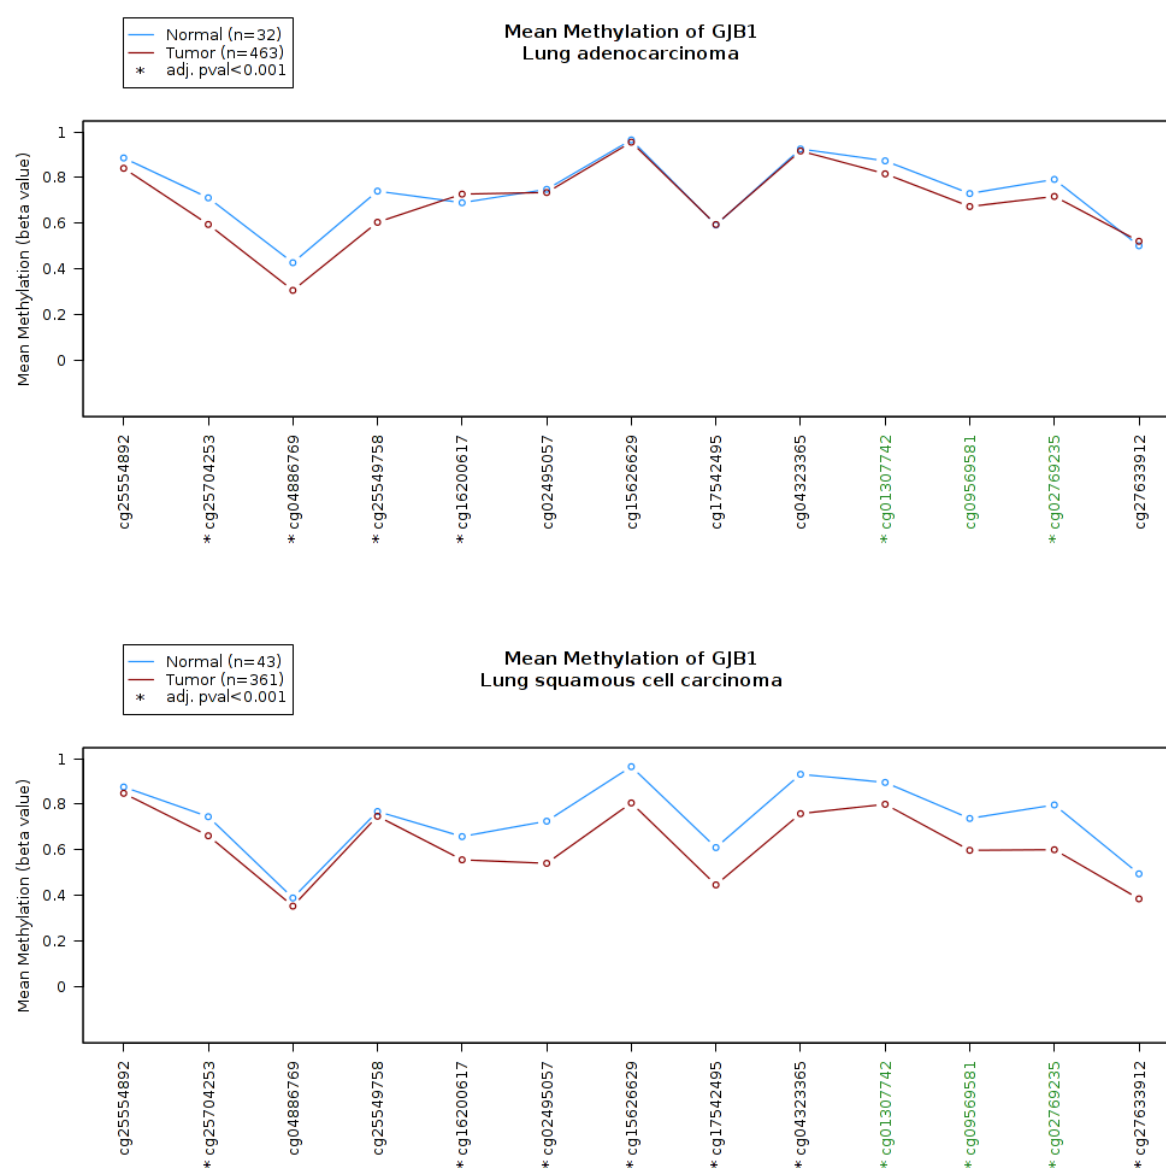 Normal (n=32)
Tumor (n=463)
* adj. pval<0.001
Mean Methylation of GJB1
Lung adenocarcinoma
Mean Methylation (beta value)
1
0.8
0.6
0.4
0.2
0
cg25554892
* cg25704253
* cg04886769
* cg25549758
* cg16200617
cg02495057
cg15626629
cg17542495
cg04323365
* cg01307742
cg09569581
* cg02769235
cg27633912
Normal (n=43)
Tumor (n=361)
* adj. pval<0.001
Mean Methylation of GJB1
Lung squamous cell carcinoma
Mean Methylation (beta value)
1
0.8
0.6
0.4
0.2
0
cg25554892
* cg25704253
cg04886769
cg25549758
* cg16200617
* cg02495057
* cg15626629
* cg17542495
* cg04323365
* cg01307742
* cg09569581
* cg02769235
* cg27633912